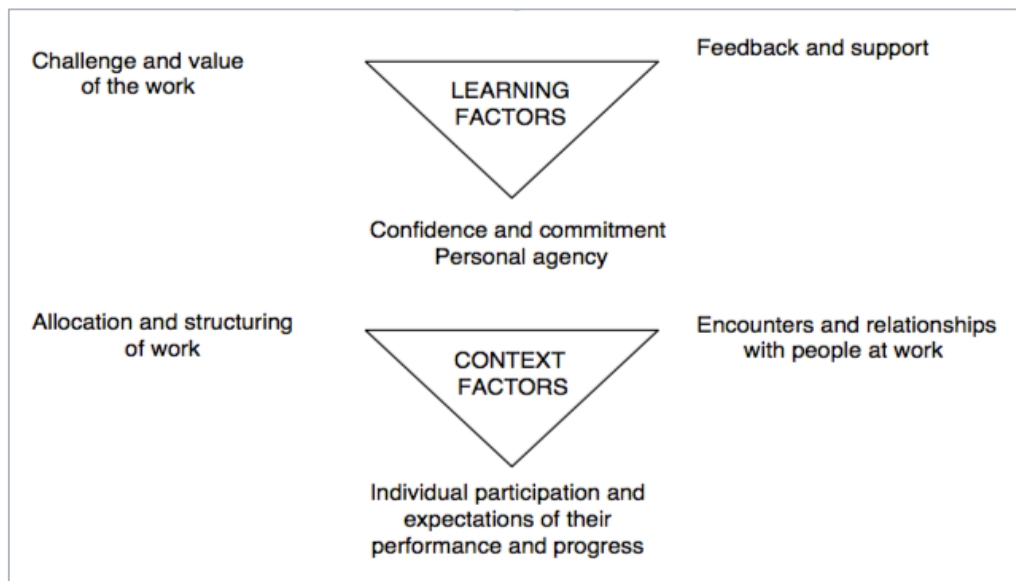 Challenge and value
of the work
Feedback and support
LEARNING
FACTORS
Confidence and commitment
Personal agency
Allocation and structuring
of work
Encounters and relationships
with people at work
CONTEXT
FACTORS
Individual participation and
expectations of their
performance and progress